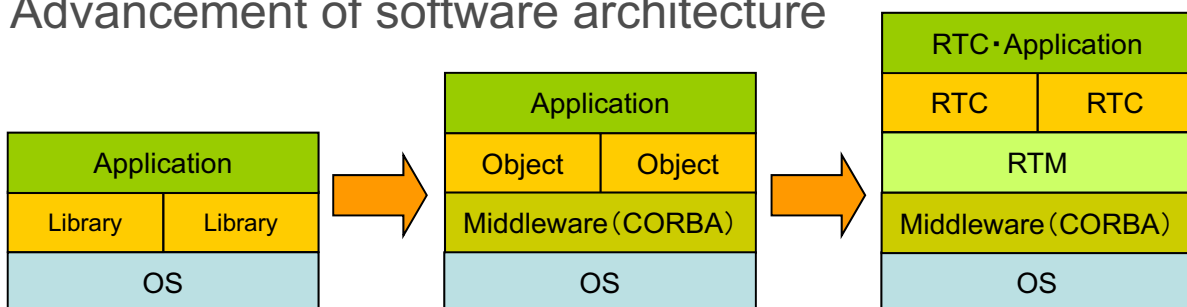 Advancement of software architecture
Application
Library Library
OS
Application
Object Object
Middleware（CORBA）
OS
RTC・Application
RTC RTC
RTM
Middleware（CORBA）
OS